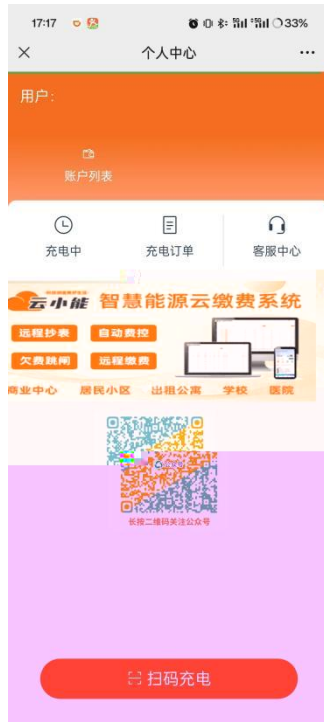 17:17
33%
个人中心
用户:
账户列表
充电中 充电订单 客服中心
云小能 智慧能源云缴费系统
远程抄表 自动费控
欠费跳闸 远程缴费
商业中心 居民小区 出租公寓 学校 医院
长按二维码关注公众号
扫码充电